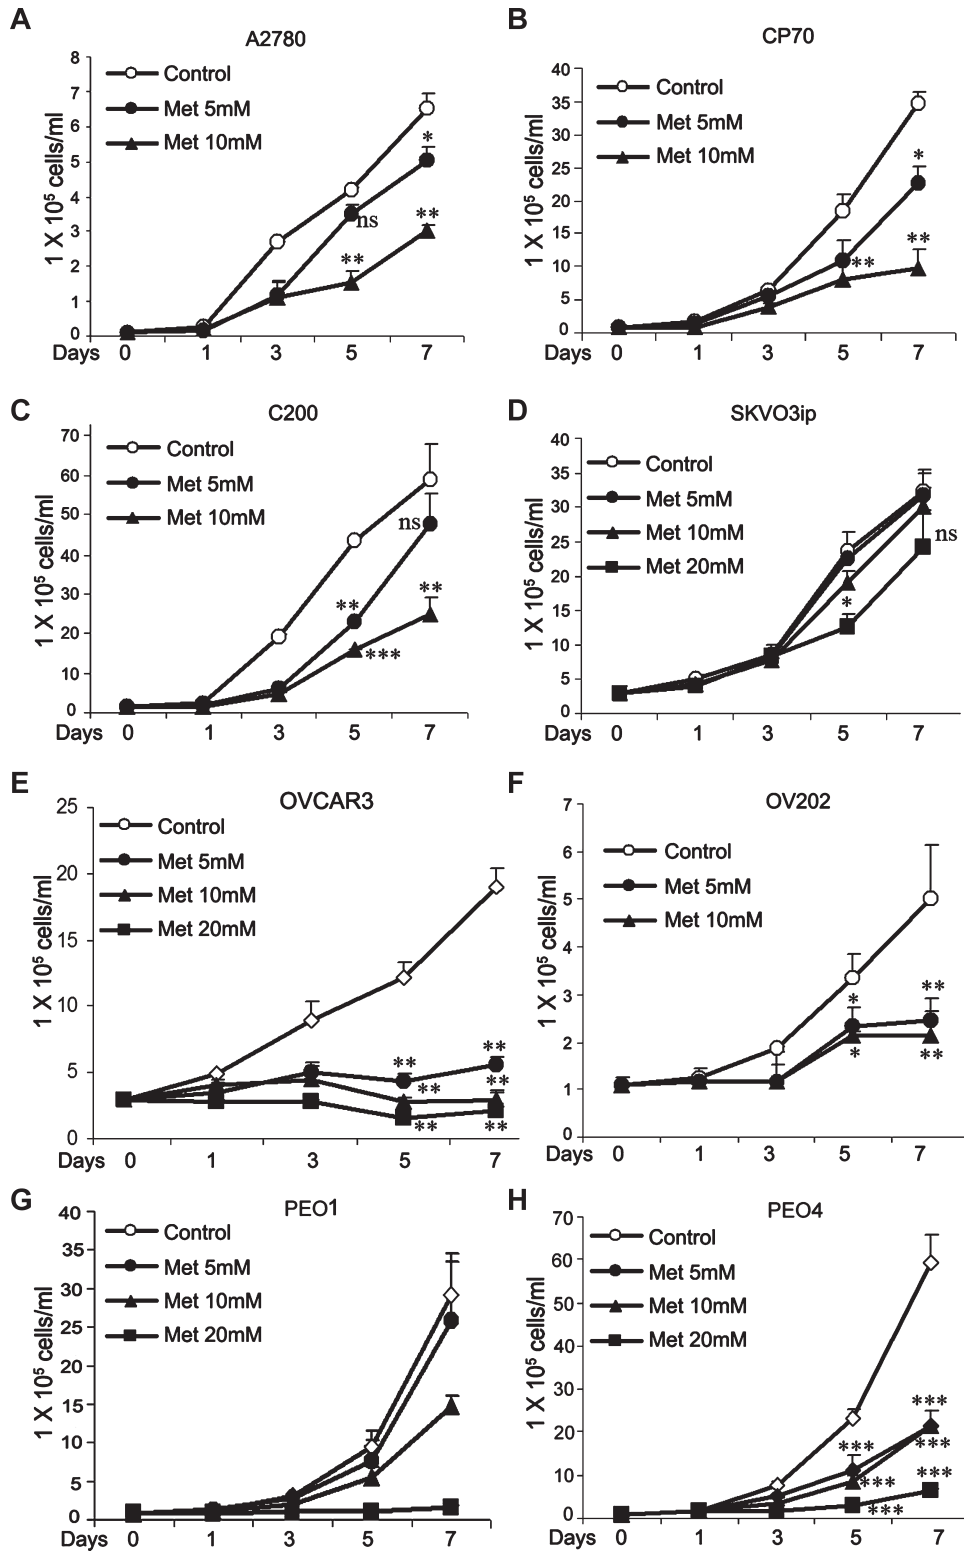 A
A2780
8
7
6
5
4
3
2
1
0
1 X 10⁵ cells/ml
Control
Met 5mM
Met 10mM
*
ns
**
**
Days 0 1 3 5 7
B
CP70
40
35
30
25
20
15
10
5
0
1 X 10⁵ cells/ml
Control
Met 5mM
Met 10mM
*
**
**
Days 0 1 3 5 7
C
C200
70
60
50
40
30
20
10
0
1 X 10⁵ cells/ml
Control
Met 5mM
Met 10mM
ns
**
**
***
Days 0 1 3 5 7
D
SKVO3ip
40
35
30
25
20
15
10
5
0
1 X 10⁵ cells/ml
Control
Met 5mM
Met 10mM
Met 20mM
ns
*
Days 0 1 3 5 7
E
OVCAR3
25
20
15
10
5
0
1 X 10⁵ cells/ml
Control
Met 5mM
Met 10mM
Met 20mM
**
**
**
**
**
**
Days 0 1 3 5 7
F
OV202
7
6
5
4
3
2
1
0
1 X 10⁵ cells/ml
Control
Met 5mM
Met 10mM
*
**
*
**
Days 0 1 3 5 7
G
PEO1
40
35
30
25
20
15
10
5
0
1 X 10⁵ cells/ml
Control
Met 5mM
Met 10mM
Met 20mM
Days 0 1 3 5 7
H
PEO4
70
60
50
40
30
20
10
0
1 X 10⁵ cells/ml
Control
Met 5mM
Met 10mM
Met 20mM
***
***
***
***
***
***
Days 0 1 3 5 7